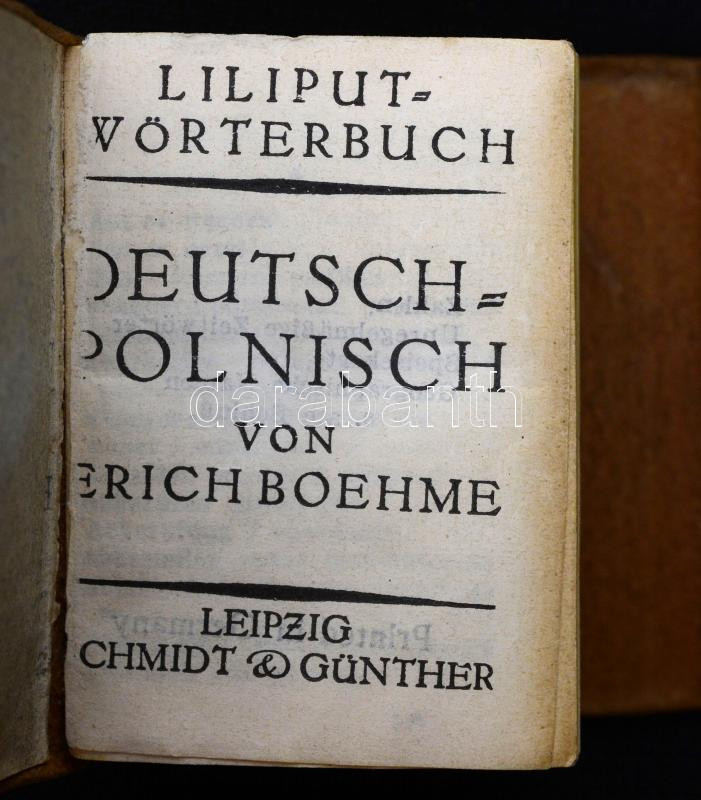 LILIPUT=
WÖRTERBUCH
DEUTSCH=
POLNISCH
darabanth
VON
ERICH BOEHME
LEIPZIG
CHMIDT & GÜNTHER